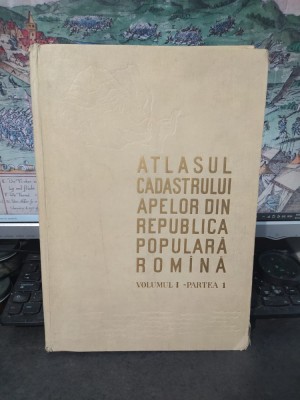 ATLASUL
CADASTRULUI
APELOR DIN
REPUBLICA
POPULARĂ
ROMÎNĂ
VOLUMUL I - PARTEA 1